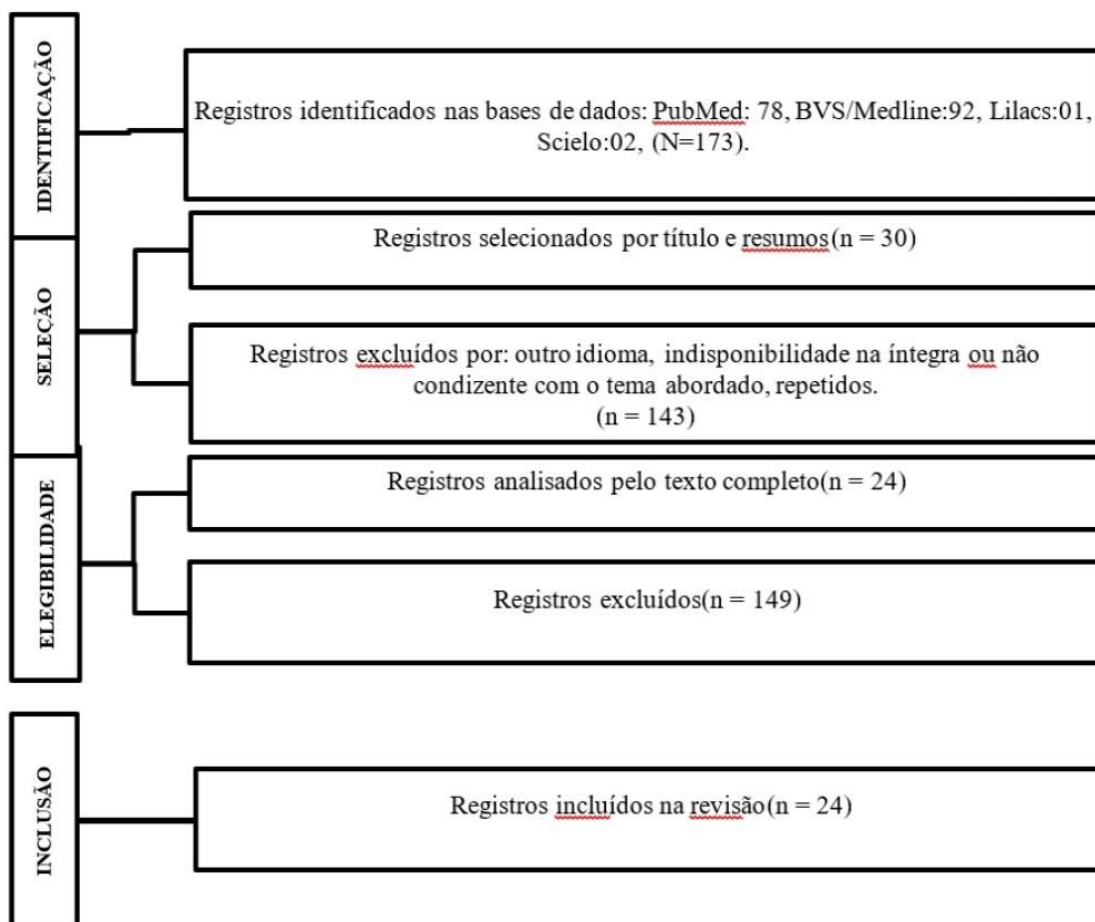 IDENTIFICAÇÃO
Registros identificados nas bases de dados: PubMed: 78, BVS/Medline:92, Lilacs:01,
Scielo:02, (N=173).
SELEÇÃO
Registros selecionados por título e resumos(n = 30)
Registros excluídos por: outro idioma, indisponibilidade na íntegra ou não
condizente com o tema abordado, repetidos.
(n = 143)
ELEGIBILIDADE
Registros analisados pelo texto completo(n = 24)
Registros excluídos(n = 149)
INCLUSÃO
Registros incluídos na revisão(n = 24)